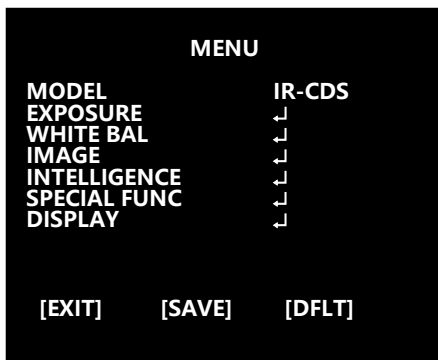 MENU
MODEL IR-CDS
EXPOSURE ↵
WHITE BAL ↵
IMAGE ↵
INTELLIGENCE ↵
SPECIAL FUNC ↵
DISPLAY ↵
[EXIT] [SAVE] [DFLT]